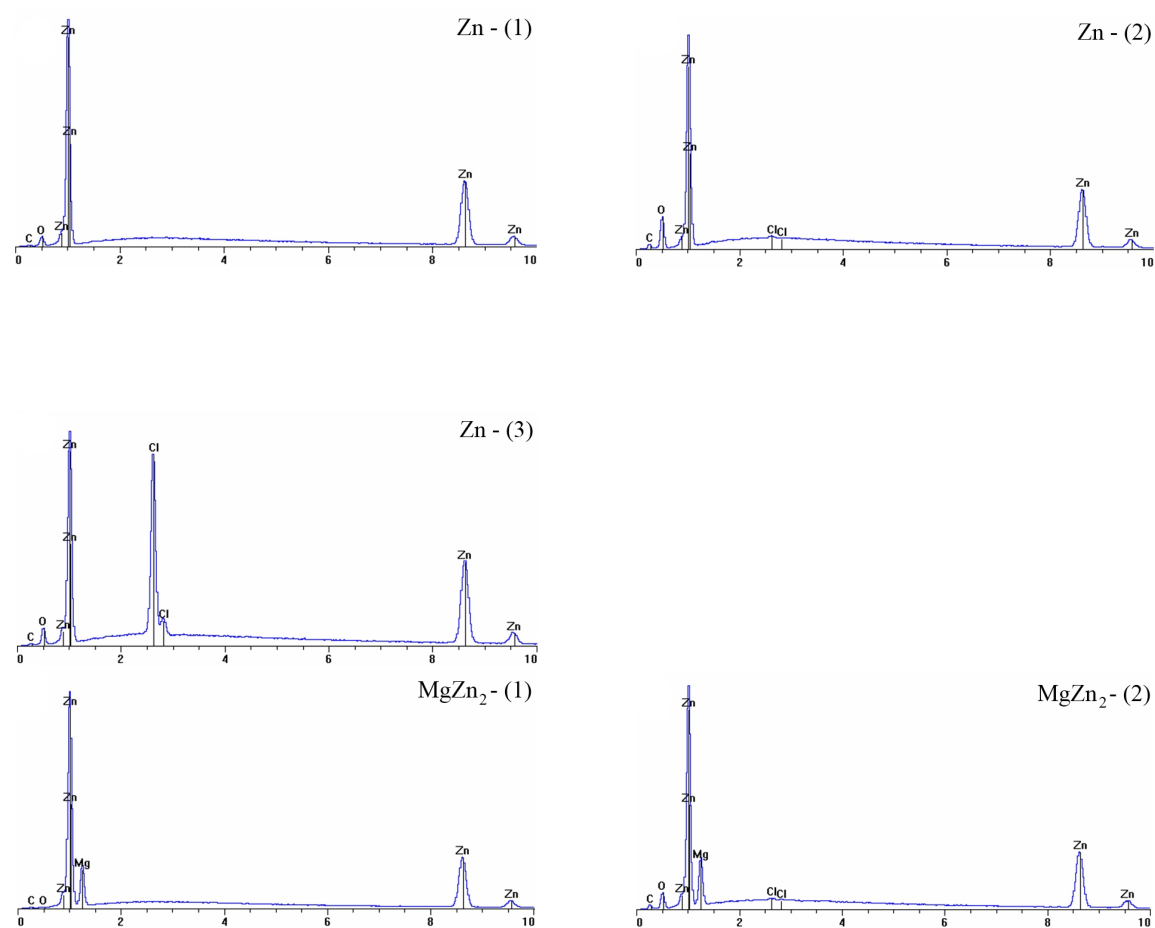 Zn - (1)
Zn
Zn
Zn
Zn
Zn
O
C
0 2 4 6 8 10
Zn - (2)
Zn
Zn
Zn
O
Zn
Zn
Cl Cl
C
0 2 4 6 8 10
Zn - (3)
Zn
Cl
Zn
Zn
O
Zn
Cl
Zn
C
0 2 4 6 8 10
MgZn₂ - (1)
Zn
Zn
Zn
Mg
Zn
Zn
C O
0 2 4 6 8 10
MgZn₂ - (2)
Zn
Zn
Zn
Mg
O
Zn
Cl Cl
Zn
C
0 2 4 6 8 10